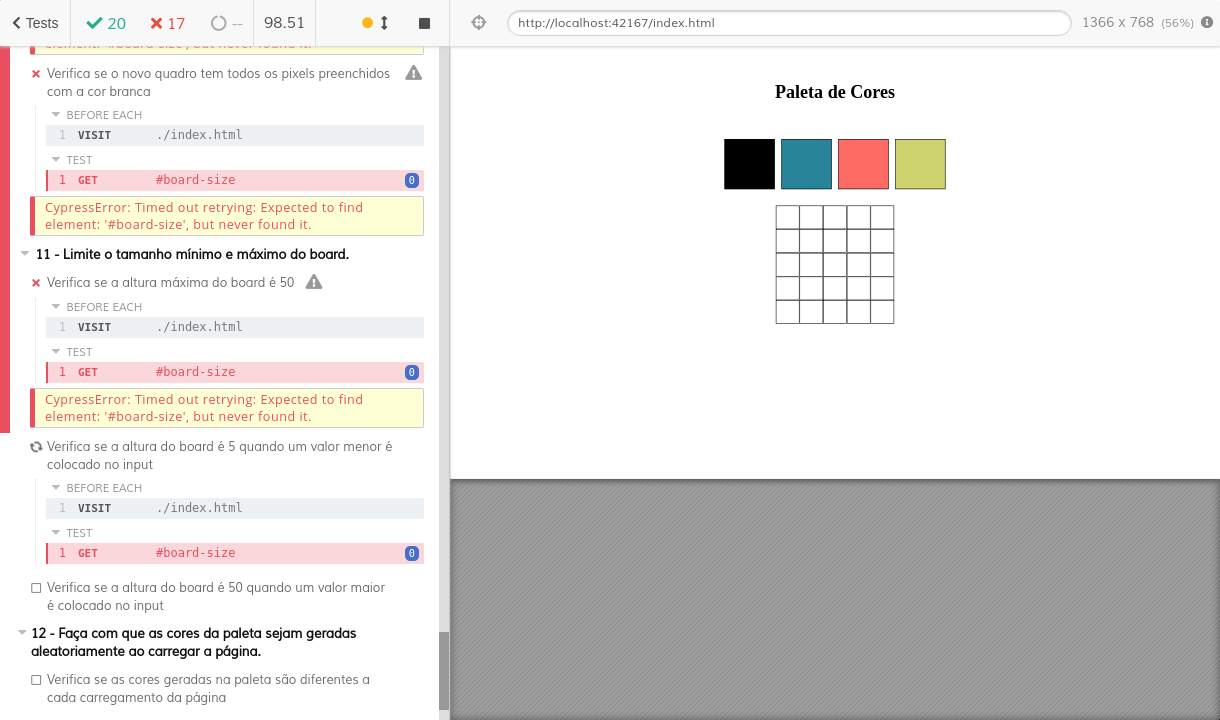 Tests 20 17 -- 98.51
http://localhost:42167/index.html 1366 x 768 (56%)
element: '#board-size', but never found it.
Verifica se o novo quadro tem todos os pixels preenchidos
com a cor branca
BEFORE EACH
1 VISIT ./index.html
TEST
1 GET #board-size 0
CypressError: Timed out retrying: Expected to find
element: '#board-size', but never found it.
11 - Limite o tamanho mínimo e máximo do board.
Verifica se a altura máxima do board é 50
BEFORE EACH
1 VISIT ./index.html
TEST
1 GET #board-size 0
CypressError: Timed out retrying: Expected to find
element: '#board-size', but never found it.
Verifica se a altura do board é 5 quando um valor menor é
colocado no input
BEFORE EACH
1 VISIT ./index.html
TEST
1 GET #board-size 0
Verifica se a altura do board é 50 quando um valor maior
é colocado no input
12 - Faça com que as cores da paleta sejam geradas
aleatoriamente ao carregar a página.
Verifica se as cores geradas na paleta são diferentes a
cada carregamento da página
Paleta de Cores